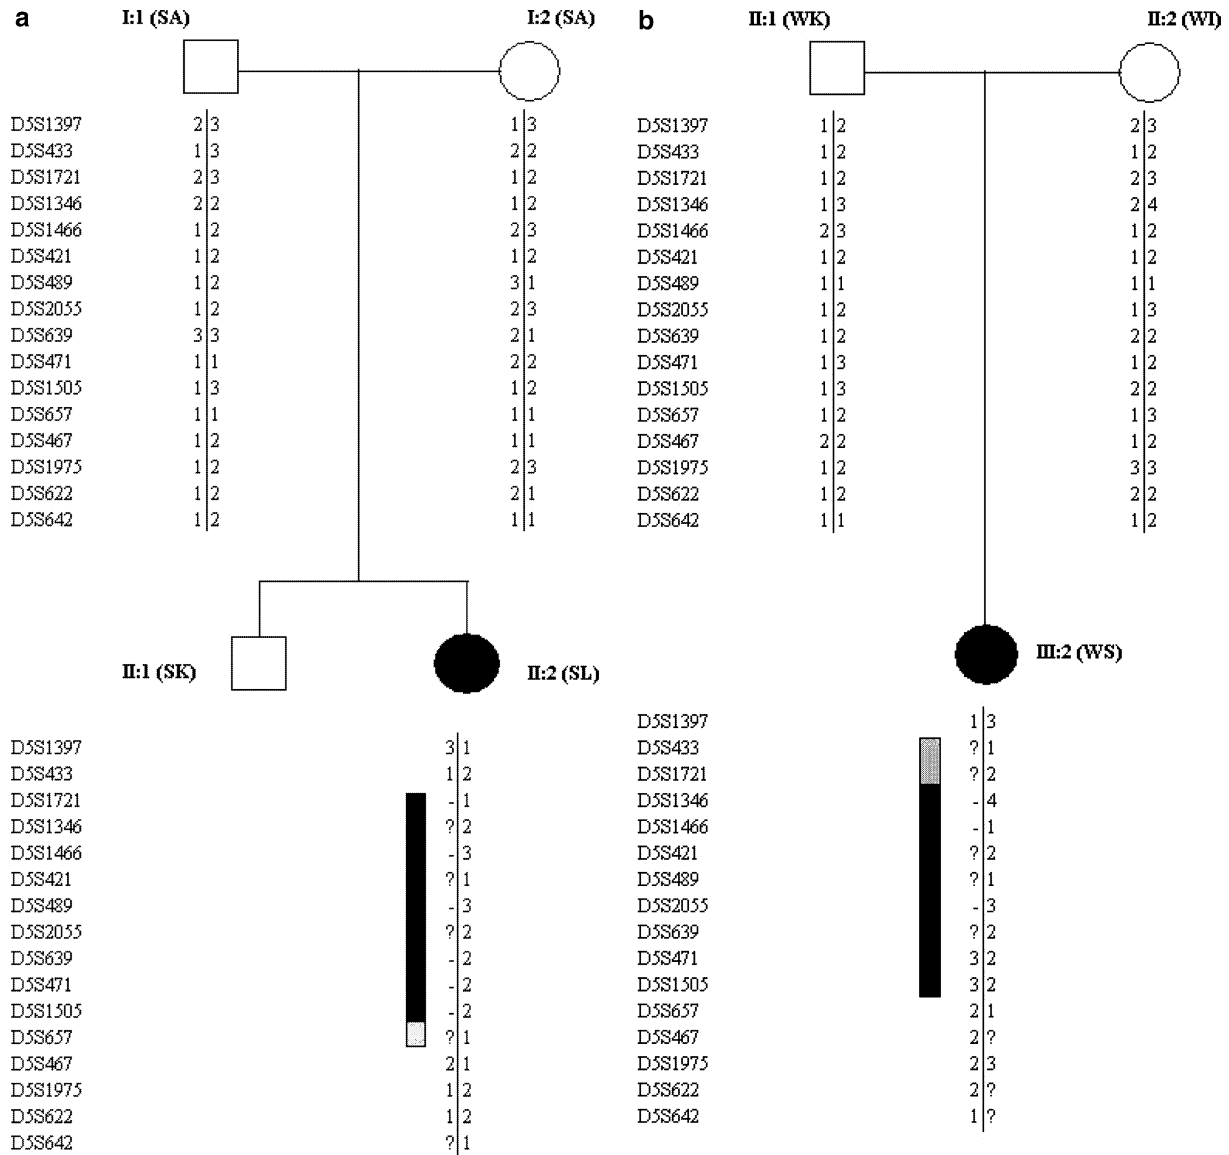 a I:1 (SA) I:2 (SA) b II:1 (WK) II:2 (WI)
D5S1397 2 3 1 3 D5S1397 1 2 2 3
D5S433 1 3 2 2 D5S433 1 2 1 2
D5S1721 2 3 1 2 D5S1721 1 2 2 3
D5S1346 2 2 1 2 D5S1346 1 3 2 4
D5S1466 1 2 2 3 D5S1466 2 3 1 2
D5S421 1 2 1 2 D5S421 1 2 1 2
D5S489 1 2 3 1 D5S489 1 1 1 1
D5S2055 1 2 2 3 D5S2055 1 2 1 3
D5S639 3 3 2 1 D5S639 1 2 2 2
D5S471 1 1 2 2 D5S471 1 3 1 2
D5S1505 1 3 1 2 D5S1505 1 3 2 2
D5S657 1 1 1 1 D5S657 1 2 1 3
D5S467 1 2 1 1 D5S467 2 2 1 2
D5S1975 1 2 2 3 D5S1975 1 2 3 3
D5S622 1 2 2 1 D5S622 1 2 2 2
D5S642 1 2 1 1 D5S642 1 1 1 2
II:1 (SK) II:2 (SL)
D5S1397 3 1
D5S433 1 2
D5S1721 - 1
D5S1346 ? 2
D5S1466 - 3
D5S421 ? 1
D5S489 - 3
D5S2055 ? 2
D5S639 - 2
D5S471 - 2
D5S1505 - 2
D5S657 ? 1
D5S467 2 1
D5S1975 1 2
D5S622 1 2
D5S642 ? 1
III:2 (WS)
D5S1397 1 3
D5S433 ? 1
D5S1721 ? 2
D5S1346 - 4
D5S1466 - 1
D5S421 ? 2
D5S489 ? 1
D5S2055 - 3
D5S639 ? 2
D5S471 3 2
D5S1505 3 2
D5S657 2 1
D5S467 2 ?
D5S1975 2 3
D5S622 2 ?
D5S642 1 ?